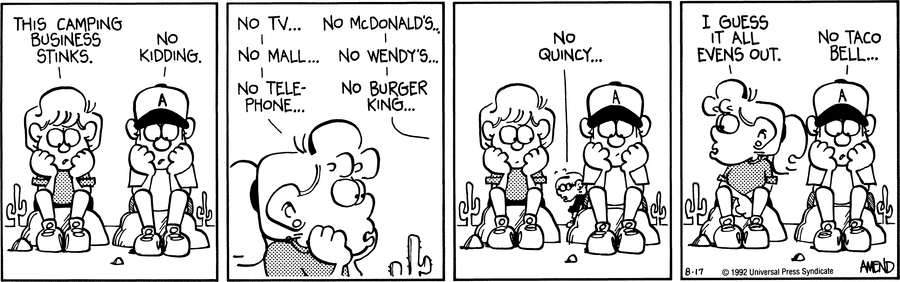 THIS CAMPING
BUSINESS
STINKS.
NO
KIDDING.
A
NO TV...
NO MALL...
NO TELE-
PHONE...
NO McDONALD'S...
NO WENDY'S...
NO BURGER
KING...
NO
QUINCY...
A
I GUESS
IT ALL
EVENS OUT.
NO TACO
BELL...
A
8-17
© 1992 Universal Press Syndicate
AMEND